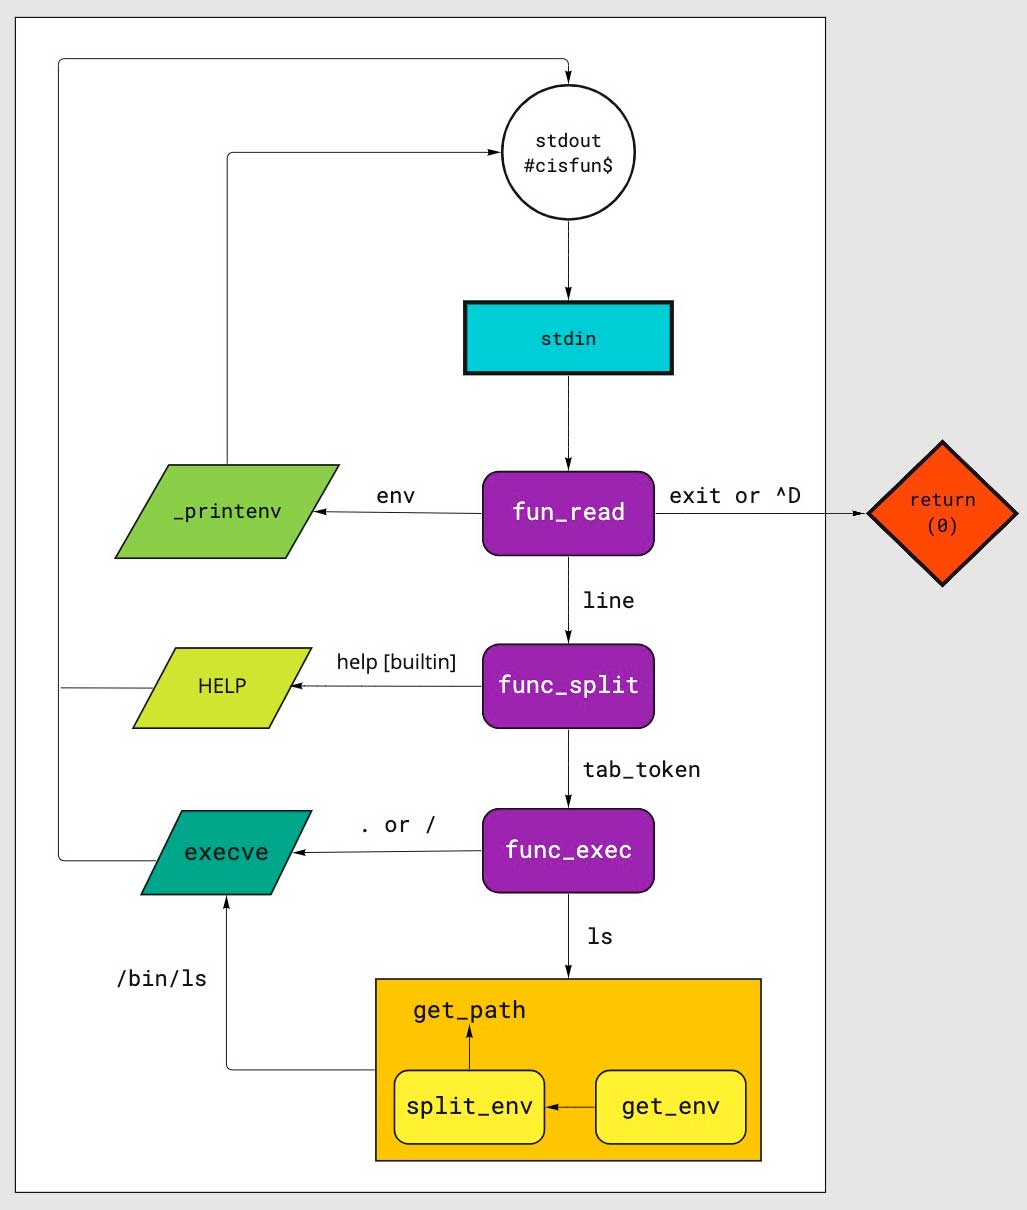 stdout
#cisfun$
stdin
_printenv
env
fun_read
exit or ^D
return
(0)
line
HELP
help [builtin]
func_split
tab_token
execve
. or /
func_exec
ls
/bin/ls
get_path
split_env
get_env